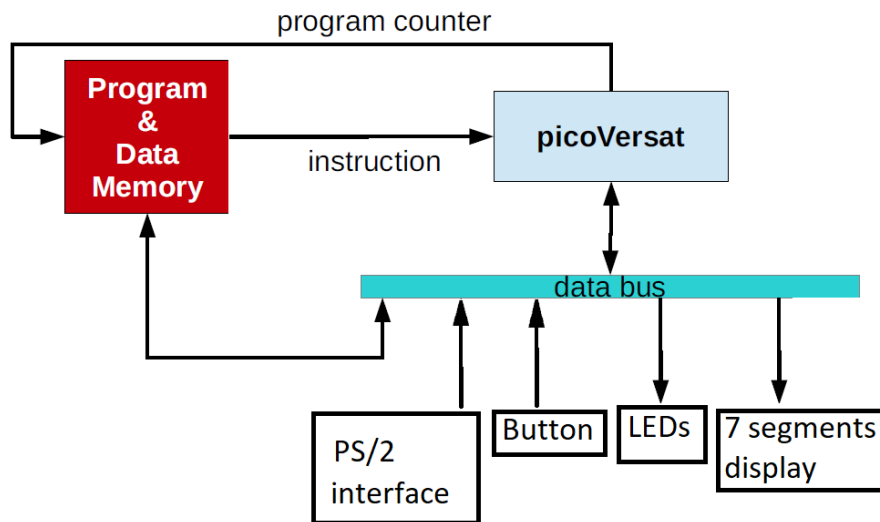 program counter
Program
&
Data
Memory
instruction
picoVersat
data bus
PS/2
interface
Button
LEDs
7 segments
display